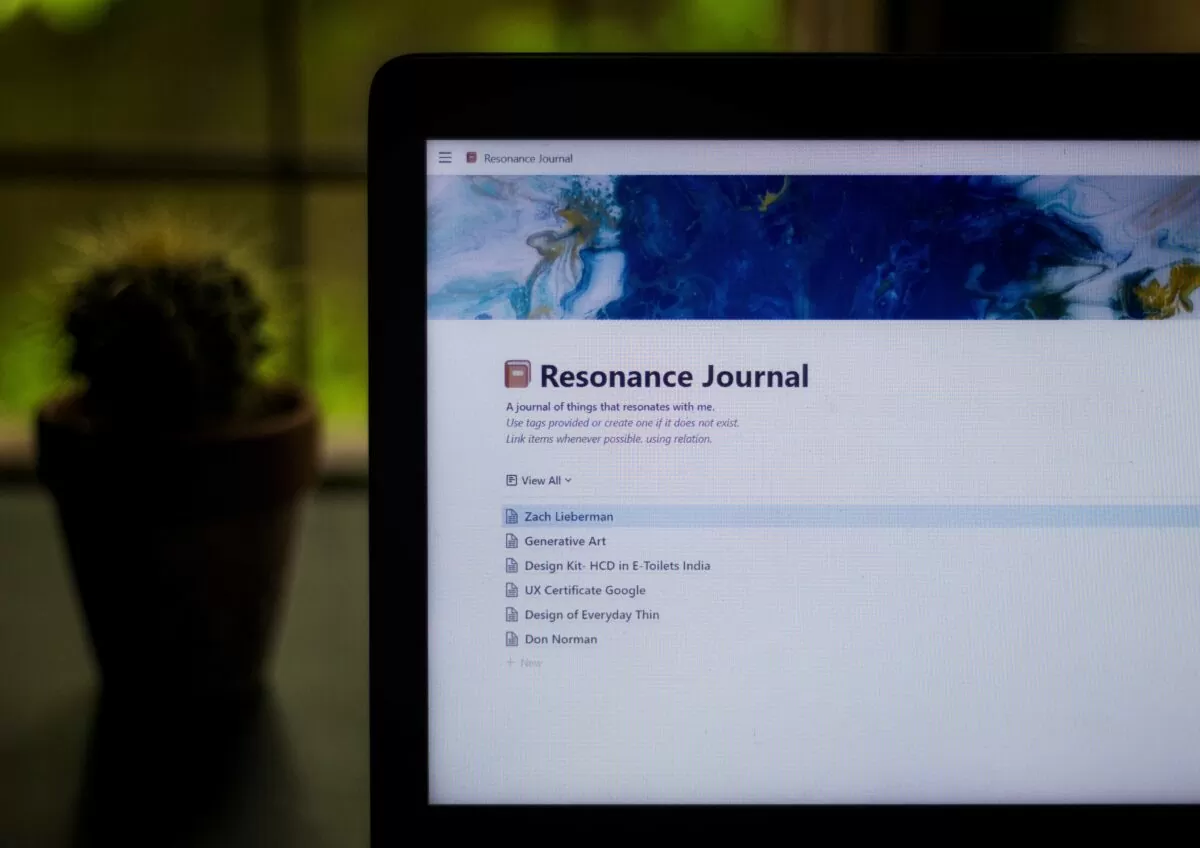 Resonance Journal
Resonance Journal
A journal of things that resonates with me.
Use tags provided or create one if it does not exist.
Link items whenever possible. using relation.
View All
Zach Lieberman
Generative Art
Design Kit- HCD in E-Toilets India
UX Certificate Google
Design of Everyday Thin
Don Norman
+ New